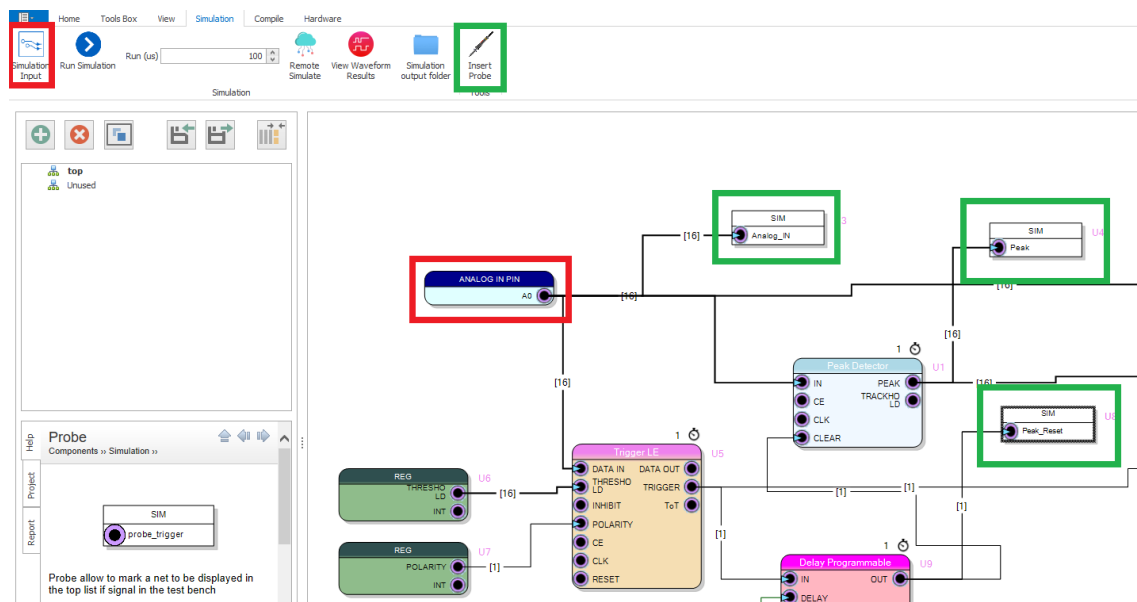 Home Tools Box View Simulation Compile Hardware
Simulation
Input
Run Simulation
Run (us) 100
Remote
Simulate
View Waveform
Results
Simulation
output folder
Insert
Probe
Simulation
Tools
top
Unused
SIM
Analog_IN
3
[16]
SIM
Peak
U4
ANALOG IN PIN
A0
[16]
[16]
[16]
[16]
[16]
1
Peak Detector
U1
IN
CE
CLK
CLEAR
PEAK
TRACKHO
LD
SIM
Peak_Reset
U8
1
Trigger LE
U5
DATA IN
THRESHO
LD
INHIBIT
POLARITY
CE
CLK
RESET
DATA OUT
TRIGGER
ToT
REG
U6
THRESHO
LD
INT
[16]
REG
U7
POLARITY
INT
[1]
[1]
[1]
[1]
[1]
1
Delay Programmable
U9
IN
DELAY
OUT
Help
Project
Report
Probe
Components ›› Simulation ››
SIM
probe_trigger
Probe allow to mark a net to be displayed in
the top list if signal in the test bench